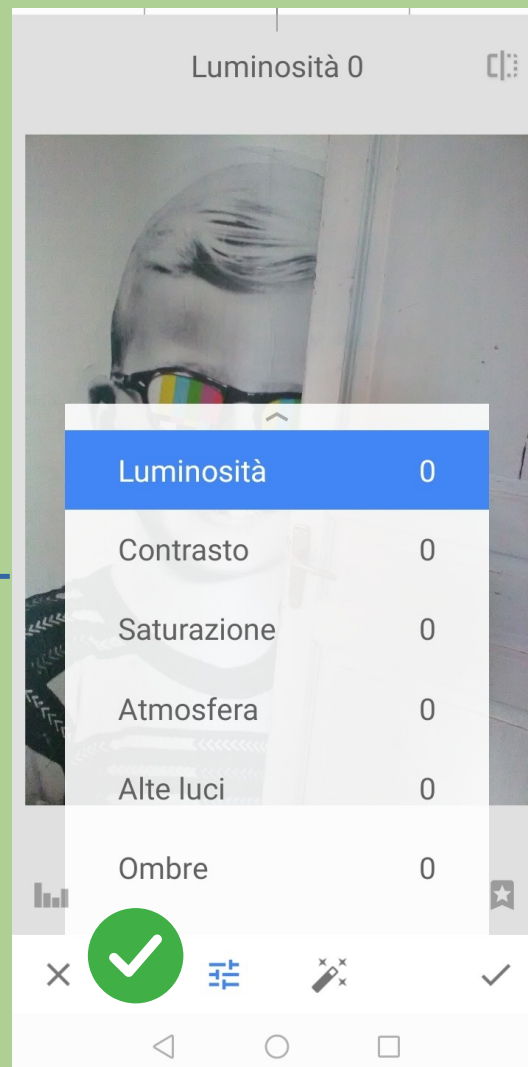 Luminosità 0
Luminosità 0
Contrasto 0
Saturazione 0
Atmosfera 0
Alte luci 0
Ombre 0